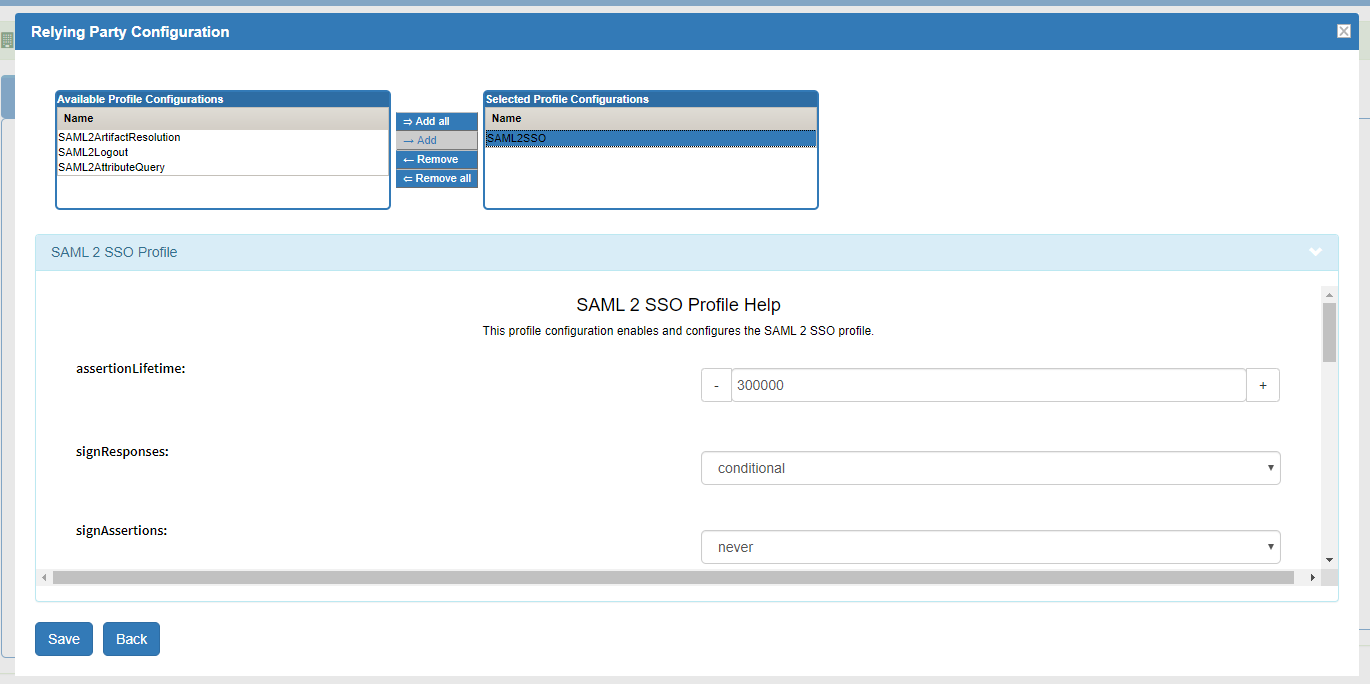 Relying Party Configuration
Available Profile Configurations
Name
SAML2ArtifactResolution
SAML2Logout
SAML2AttributeQuery
⇒ Add all
→ Add
← Remove
⇐ Remove all
Selected Profile Configurations
Name
SAML2SSO
SAML 2 SSO Profile
SAML 2 SSO Profile Help
This profile configuration enables and configures the SAML 2 SSO profile.
assertionLifetime:
- 300000 +
signResponses:
conditional
signAssertions:
never
Save Back